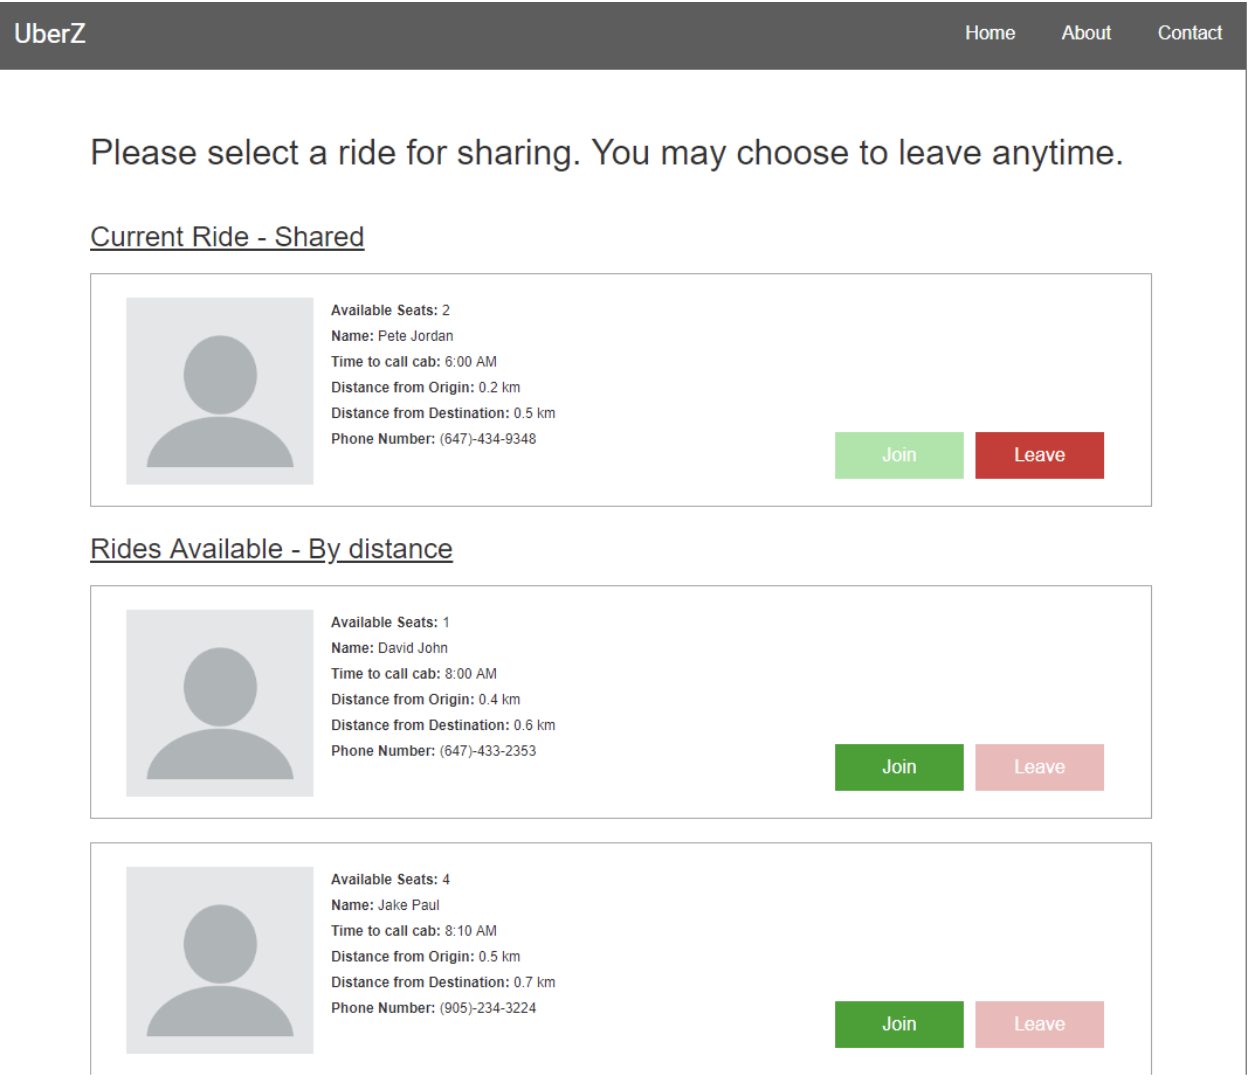 UberZ
Home About Contact
Please select a ride for sharing. You may choose to leave anytime.
Current Ride - Shared
Available Seats: 2
Name: Pete Jordan
Time to call cab: 6:00 AM
Distance from Origin: 0.2 km
Distance from Destination: 0.5 km
Phone Number: (647)-434-9348
Join Leave
Rides Available - By distance
Available Seats: 1
Name: David John
Time to call cab: 8:00 AM
Distance from Origin: 0.4 km
Distance from Destination: 0.6 km
Phone Number: (647)-433-2353
Join Leave
Available Seats: 4
Name: Jake Paul
Time to call cab: 8:10 AM
Distance from Origin: 0.5 km
Distance from Destination: 0.7 km
Phone Number: (905)-234-3224
Join Leave